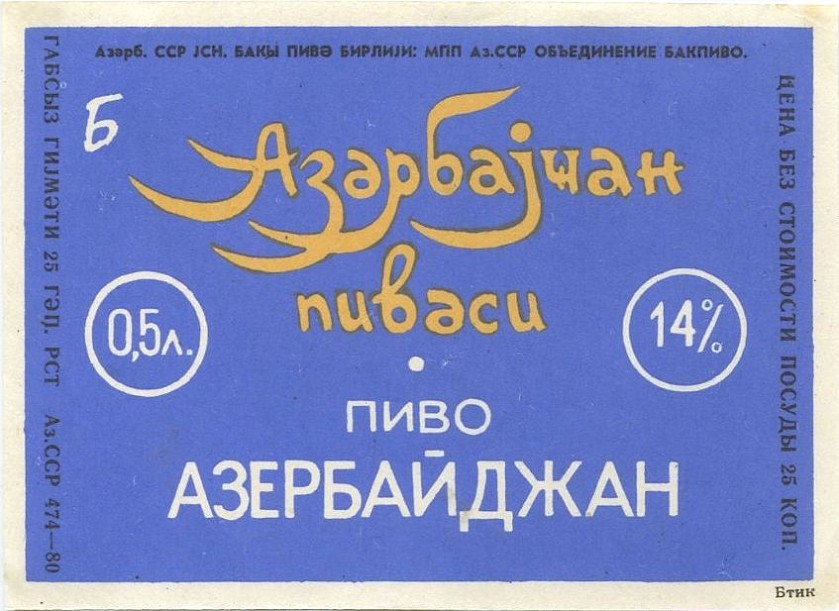 Азәрб. ССР ЈСН. БАКЫ ПИВӘ БИРЛИЈИ: МПП Аз.ССР ОБЪЕДИНЕНИЕ БАКПИВО.
ГАБСЫЗ ГИЈМӘТИ 25 ГӘП. РСТ Аз.ССР 474—80
Б
Азәрбајҹан
пивәси
0,5л.
14%
ПИВО
АЗЕРБАЙДЖАН
ЦЕНА БЕЗ СТОИМОСТИ ПОСУДЫ 25 КОП.
Бтик